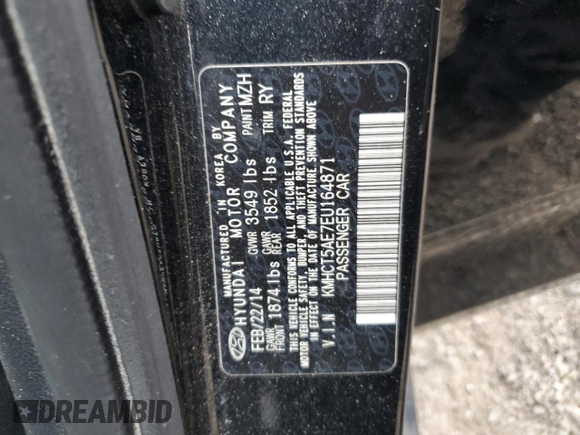 MANUFACTURED IN KOREA BY
HYUNDAI MOTOR COMPANY
FEB/22/14 GVWR 3549 lbs PAINT MZH
GAWR FRONT 1874 lbs GAWR REAR 1852 lbs TRIM RY
THIS VEHICLE CONFORMS TO ALL APPLICABLE U.S.A. FEDERAL
MOTOR VEHICLE SAFETY, BUMPER, AND THEFT PREVENTION STANDARDS
IN EFFECT ON THE DATE OF MANUFACTURE SHOWN ABOVE
V.I.N KMHCT5AE7EU164871
PASSENGER CAR
DREAMBID